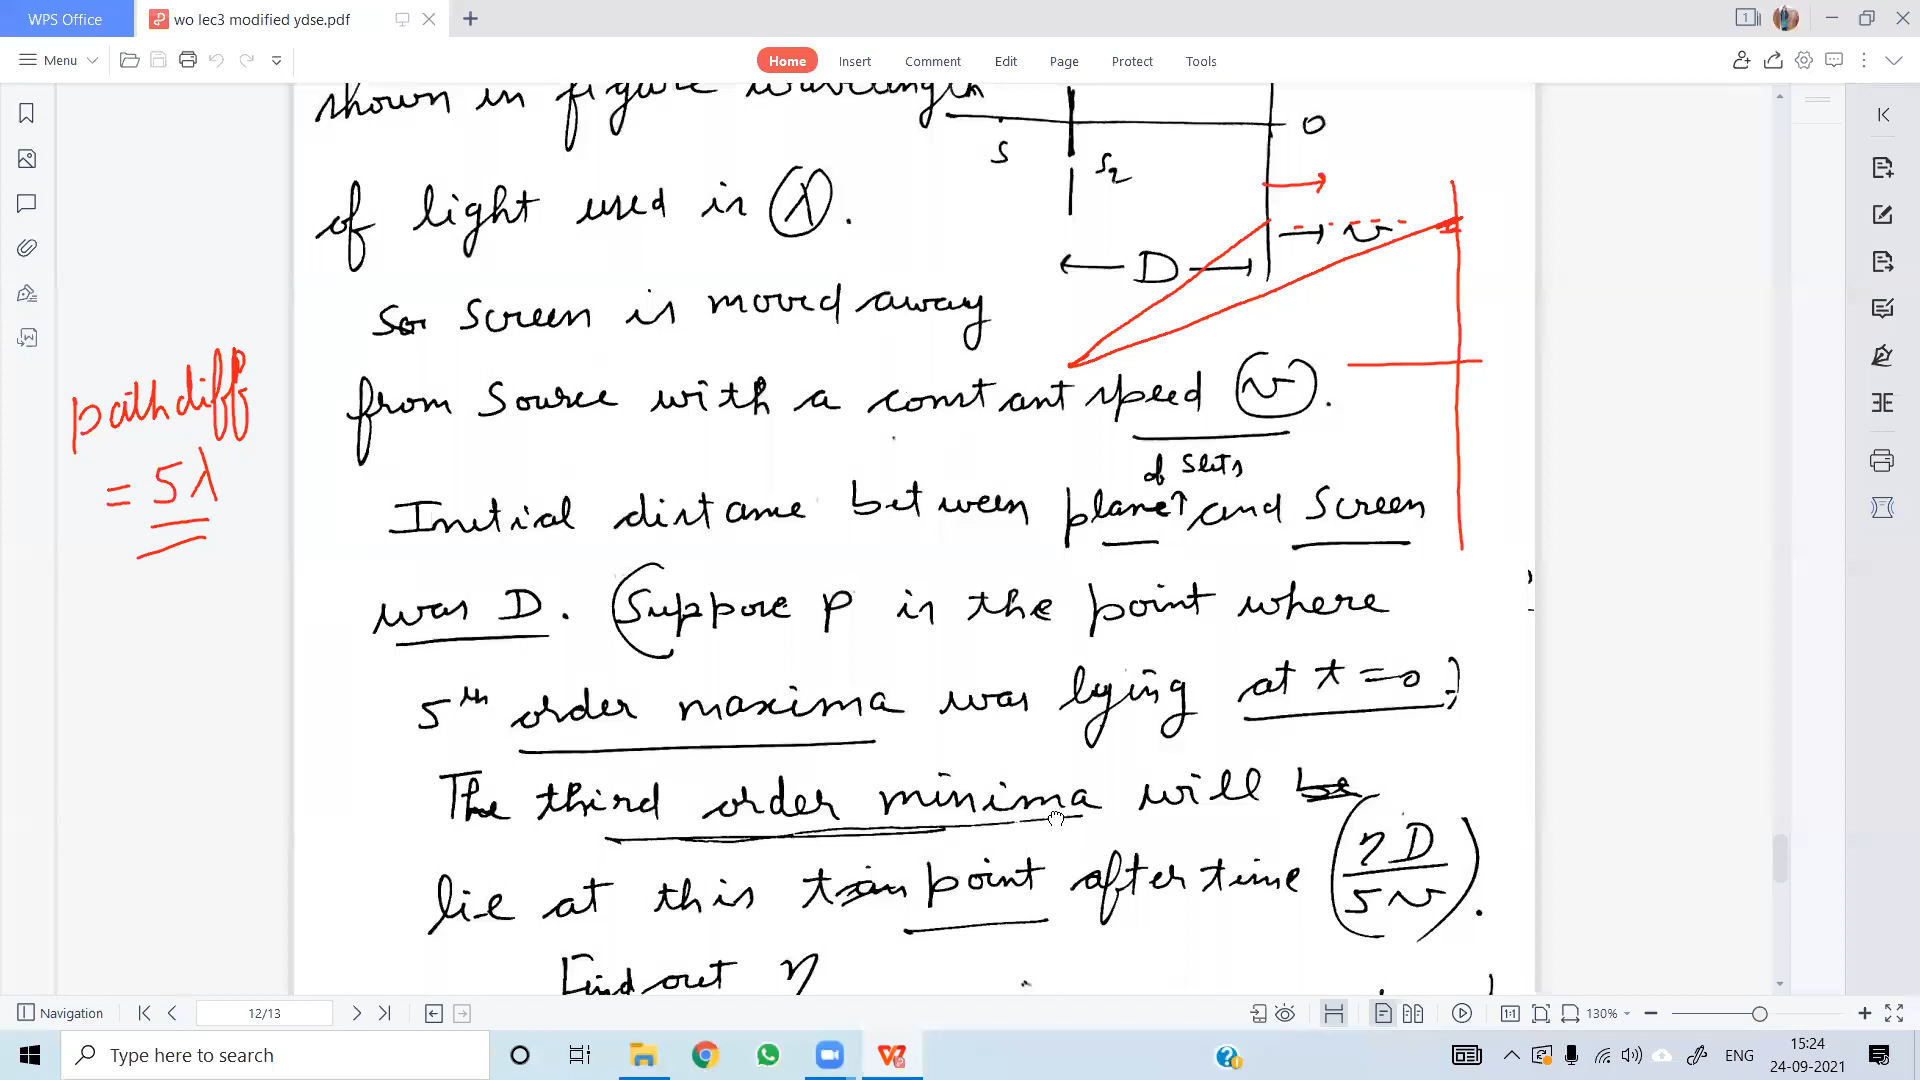 WPS Office
wo lec3 modified ydse.pdf
Menu
Home Insert Comment Edit Page Protect Convert Tools
shown in figure wavelength
O
S
S2
of light used is λ.
→ v
D
So screen is moved away
from source with a constant speed v.
path diff
= 5λ
of slits
Initial distance between plane ↑ and screen
was D. (Suppose P is the point where
5th order maxima was lying at t=0)
The third order minima will
lie at this point after time (ηD/5v).
Find out η
Navigation
12/13
130%
Type here to search
ENG
15:24
24-09-2021